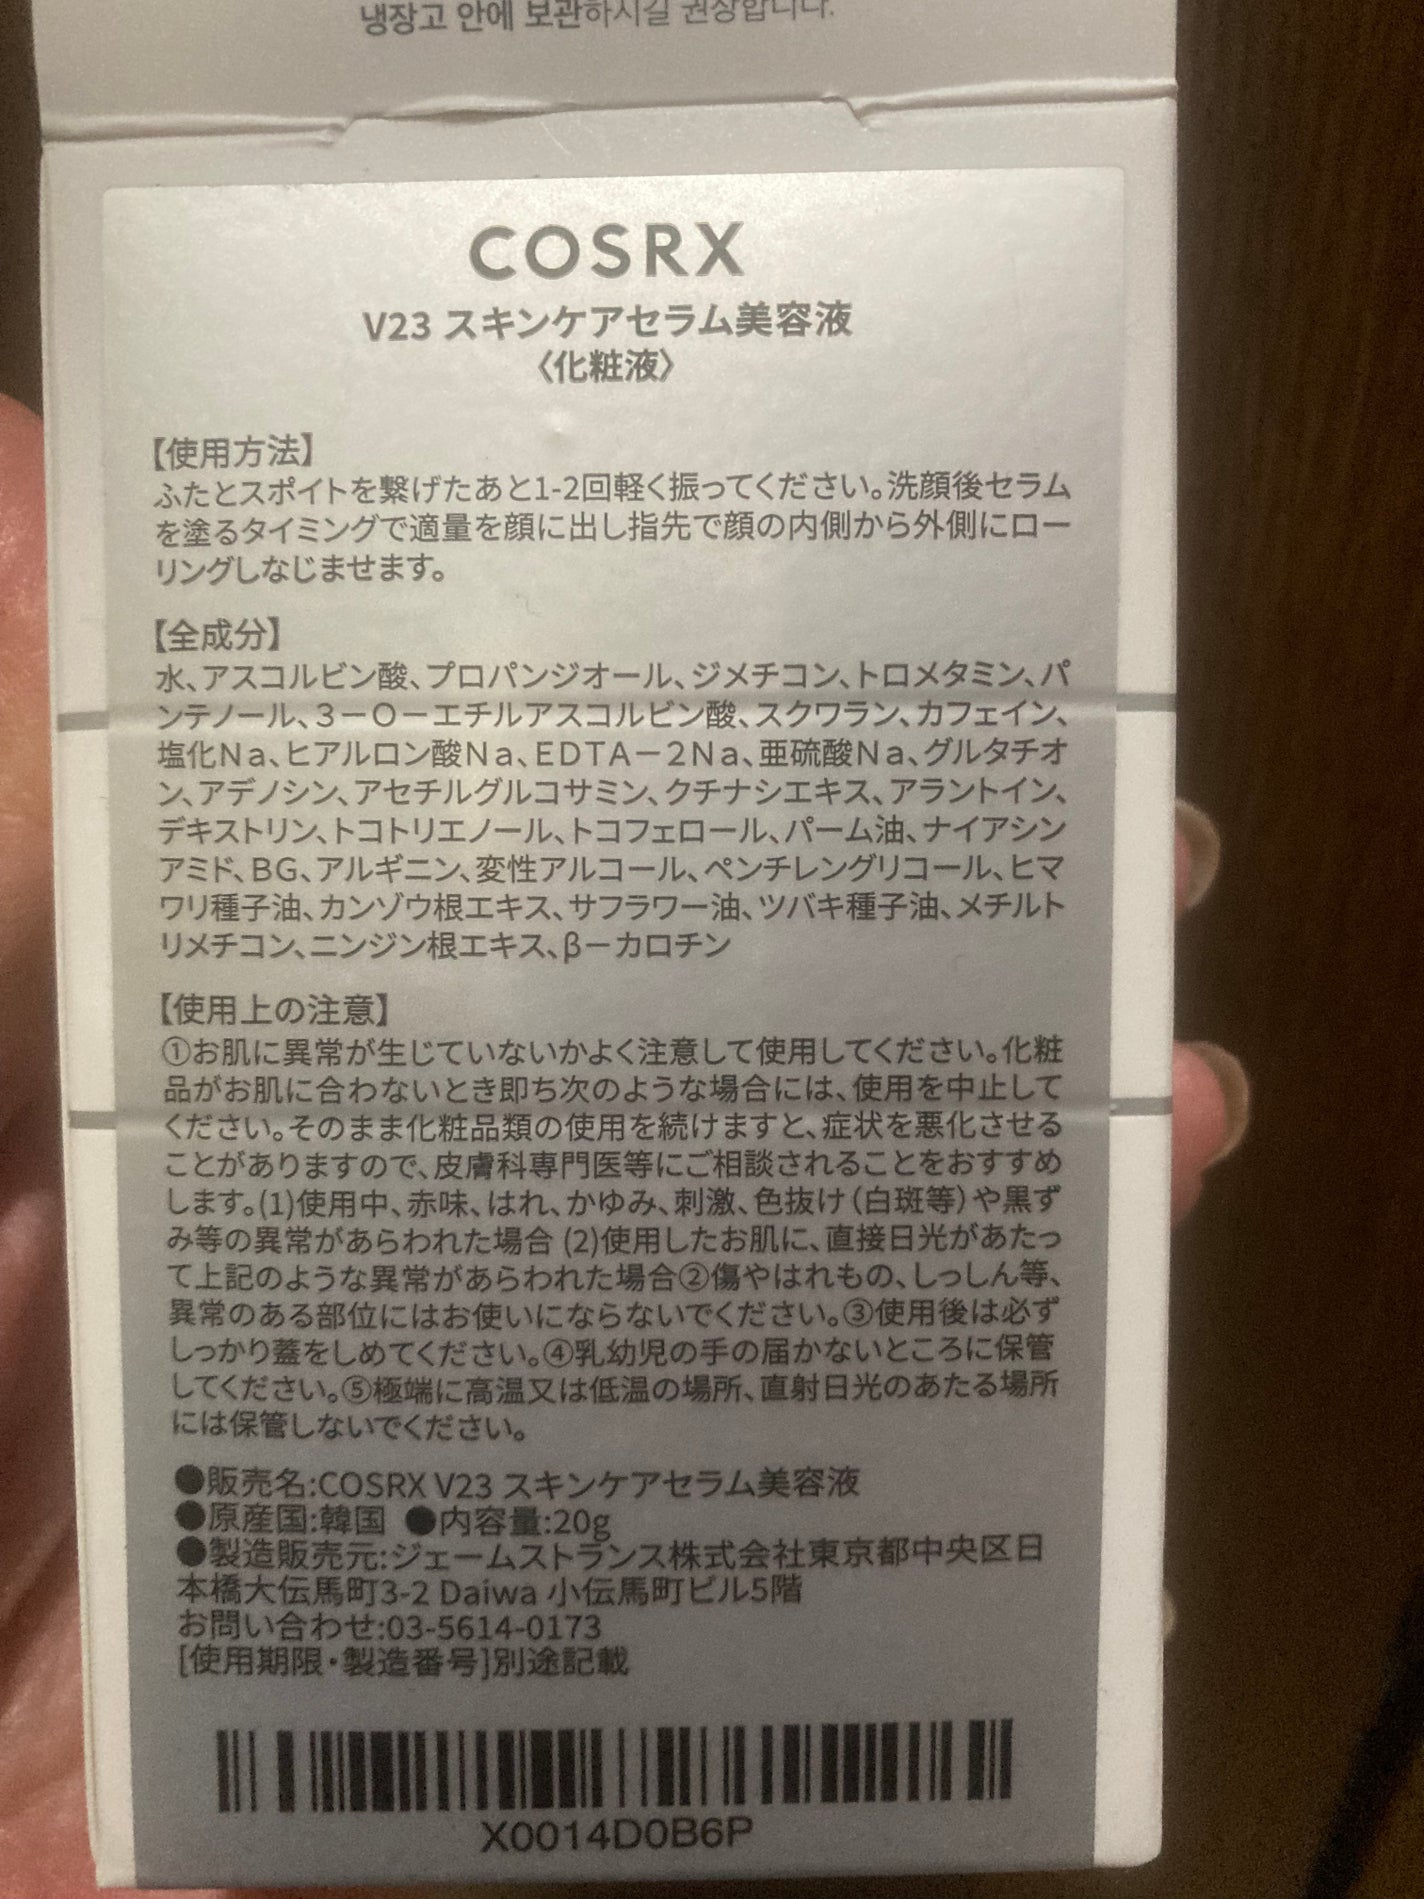 냉장고 안에 보관하시길 권장합니다.
COSRX
V23 スキンケアセラム美容液
〈化粧液〉
【使用方法】
ふたとスポイトを繋げたあと1-2回軽く振ってください。洗顔後セラム
を塗るタイミングで適量を顔に出し指先で顔の内側から外側にロー
リングしなじませます。
【全成分】
水、アスコルビン酸、プロパンジオール、ジメチコン、トロメタミン、パ
ンテノール、3－O－エチルアスコルビン酸、スクワラン、カフェイン、
塩化Na、ヒアルロン酸Na、EDTA－2Na、亜硫酸Na、グルタチオ
ン、アデノシン、アセチルグルコサミン、クチナシエキス、アラントイン、
デキストリン、トコトリエノール、トコフェロール、パーム油、ナイアシン
アミド、BG、アルギニン、変性アルコール、ペンチレングリコール、ヒマ
ワリ種子油、カンゾウ根エキス、サフラワー油、ツバキ種子油、メチルト
リメチコン、ニンジン根エキス、β－カロチン
【使用上の注意】
①お肌に異常が生じていないかよく注意して使用してください。化粧
品がお肌に合わないとき即ち次のような場合には、使用を中止して
ください。そのまま化粧品類の使用を続けますと、症状を悪化させる
ことがありますので、皮膚科専門医等にご相談されることをおすすめ
します。(1)使用中、赤味、はれ、かゆみ、刺激、色抜け（白斑等）や黒ず
み等の異常があらわれた場合 (2)使用したお肌に、直接日光があたっ
て上記のような異常があらわれた場合②傷やはれもの、しっしん等、
異常のある部位にはお使いにならないでください。③使用後は必ず
しっかり蓋をしめてください。④乳幼児の手の届かないところに保管
してください。⑤極端に高温又は低温の場所、直射日光のあたる場所
には保管しないでください。
●販売名:COSRX V23 スキンケアセラム美容液
●原産国:韓国 ●内容量:20g
●製造販売元:ジェームストランス株式会社東京都中央区日
本橋大伝馬町3-2 Daiwa 小伝馬町ビル5階
お問い合わせ:03-5614-0173
[使用期限・製造番号]別途記載
X0014D0B6P